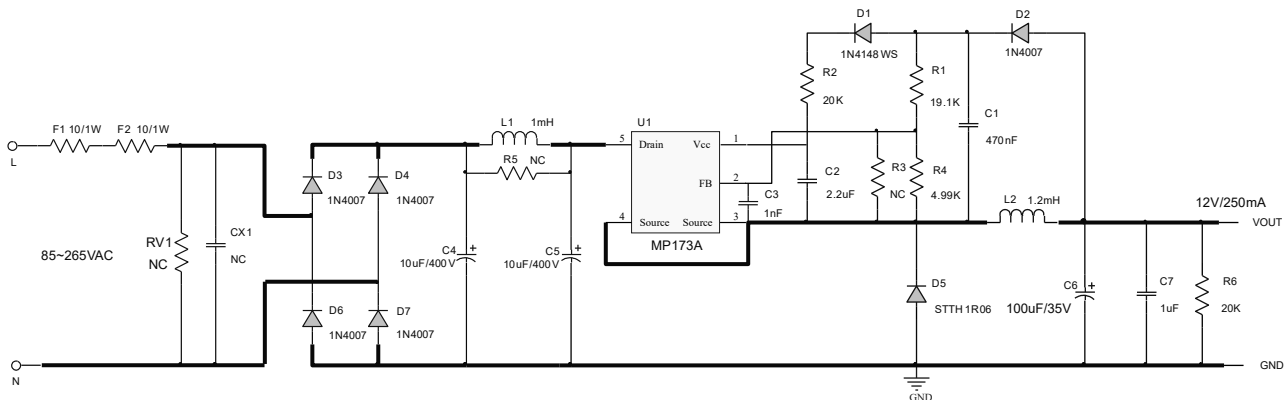 D1
1N4148WS
D2
1N4007
R2
20K
R1
19.1K
C1
470nF
F1 10/1W
F2 10/1W
L
L1 1mH
R5 NC
U1
5
Drain
Vcc
1
FB
2
4
Source
Source
3
MP173A
C3
1nF
C2
2.2uF
R3
NC
R4
4.99K
D3
1N4007
D4
1N4007
L2
1.2mH
12V/250mA
VOUT
85~265VAC
RV1
NC
CX1
NC
C4
+
10uF/400V
C5
+
10uF/400V
D6
1N4007
D7
1N4007
D5
STTH1R06
C6
+
100uF/35V
C7
1uF
R6
20K
N
GND
GND